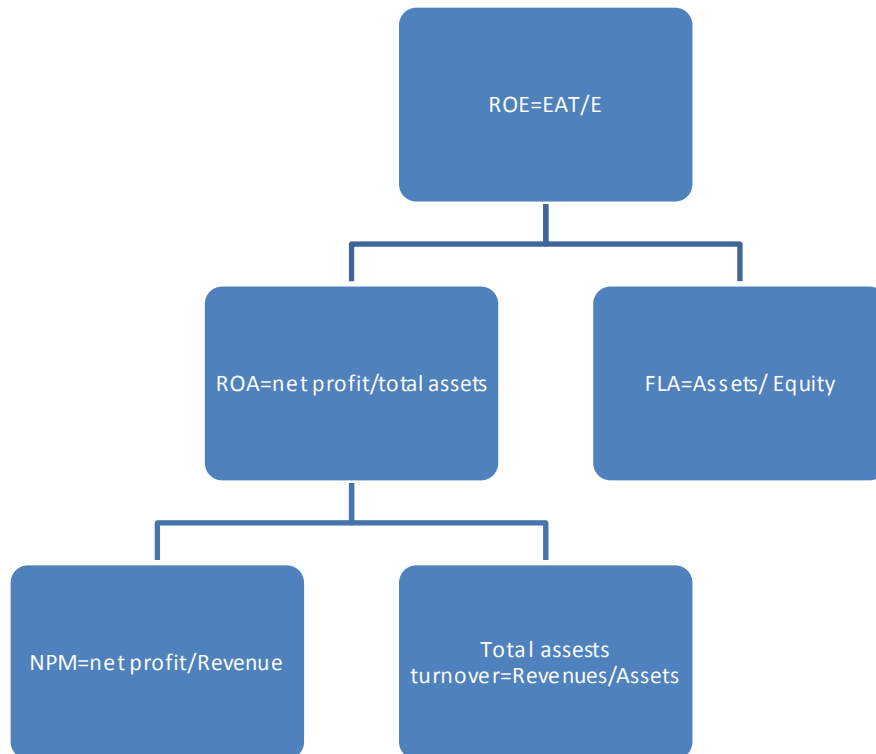 ROE=EAT/E
ROA=net profit/total assets
FLA=Assets/ Equity
NPM=net profit/Revenue
Total assests
turnover=Revenues/Assets